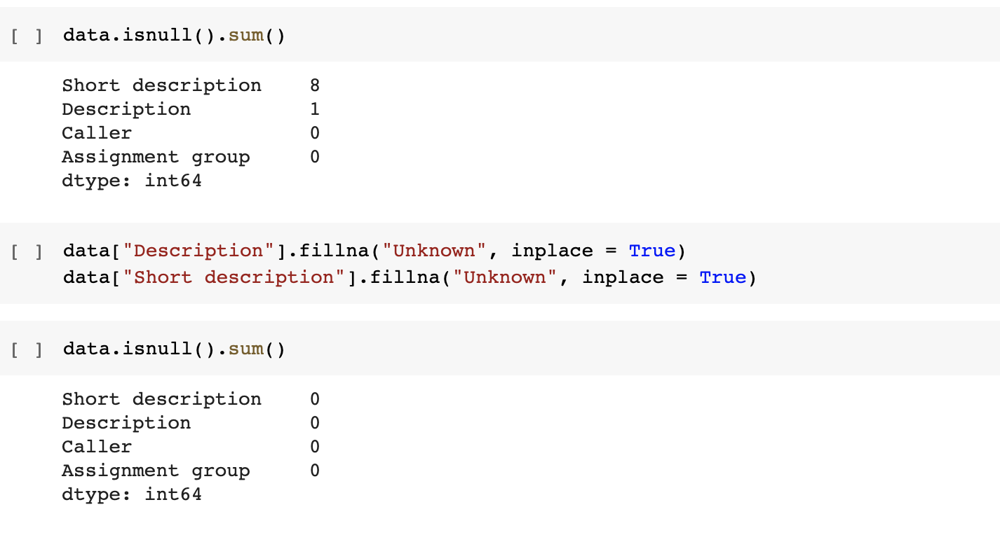 [ ] data.isnull().sum()
Short description    8
Description          1
Caller               0
Assignment group     0
dtype: int64
[ ] data["Description"].fillna("Unknown", inplace = True)
data["Short description"].fillna("Unknown", inplace = True)
[ ] data.isnull().sum()
Short description    0
Description          0
Caller               0
Assignment group     0
dtype: int64